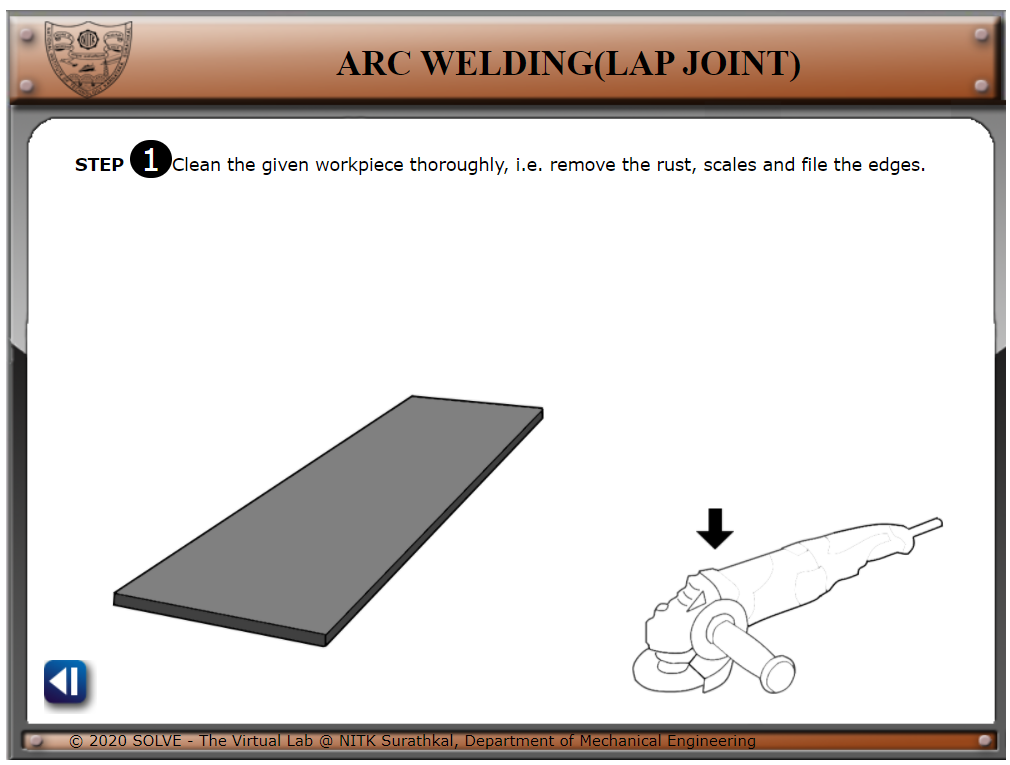 ARC WELDING(LAP JOINT)
STEP 1 Clean the given workpiece thoroughly, i.e. remove the rust, scales and file the edges.
© 2020 SOLVE - The Virtual Lab @ NITK Surathkal, Department of Mechanical Engineering